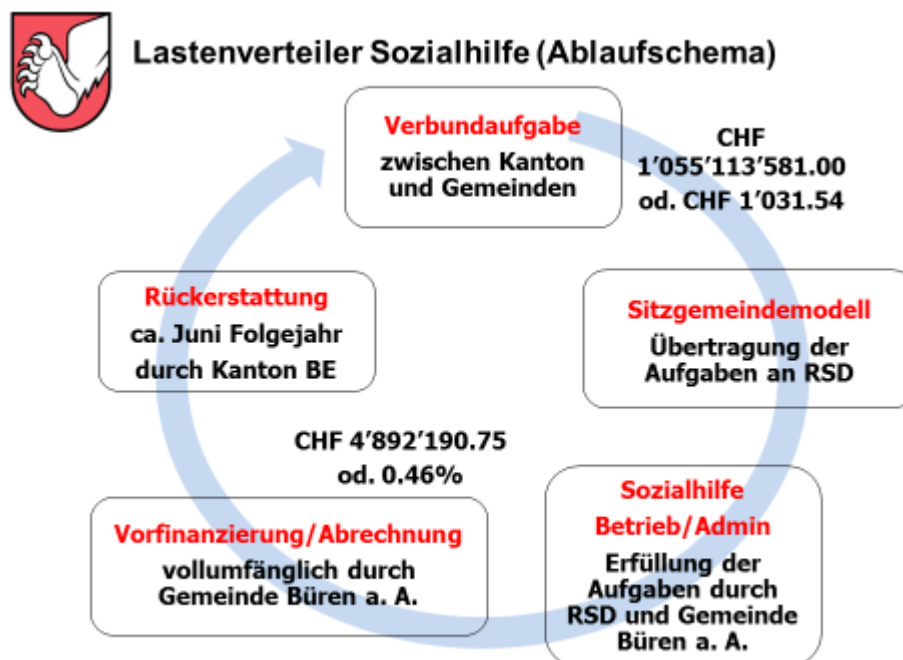 Lastenverteiler Sozialhilfe (Ablaufschema)
Verbundaufgabe
zwischen Kanton
und Gemeinden
CHF
1’055’113’581.00
od. CHF 1’031.54
Sitzgemeindemodell
Übertragung der
Aufgaben an RSD
Sozialhilfe
Betrieb/Admin
Erfüllung der
Aufgaben durch
RSD und Gemeinde
Büren a. A.
Vorfinanzierung/Abrechnung
vollumfänglich durch
Gemeinde Büren a. A.
CHF 4’892’190.75
od. 0.46%
Rückerstattung
ca. Juni Folgejahr
durch Kanton BE